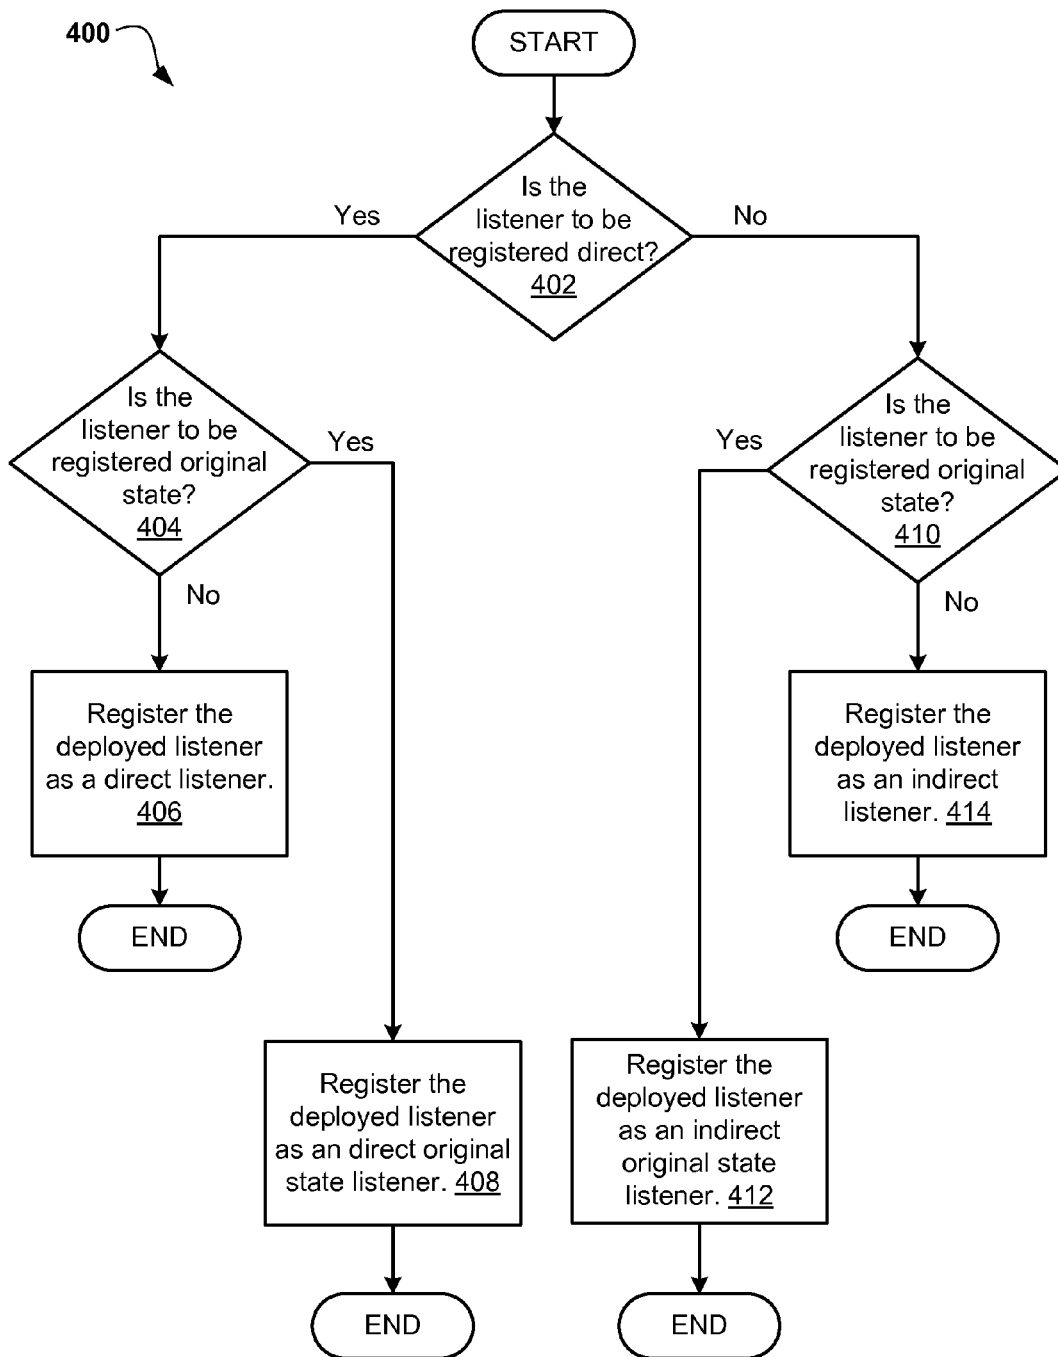 400
START
Is the
listener to be
registered direct?
402
Yes
No
Is the
listener to be
registered original
state?
404
Yes
No
Is the
listener to be
registered original
state?
410
Yes
No
Register the
deployed listener
as a direct listener.
406
END
Register the
deployed listener
as an indirect
listener. 414
END
Register the
deployed listener
as an direct original
state listener. 408
END
Register the
deployed listener
as an indirect
original state
listener. 412
END